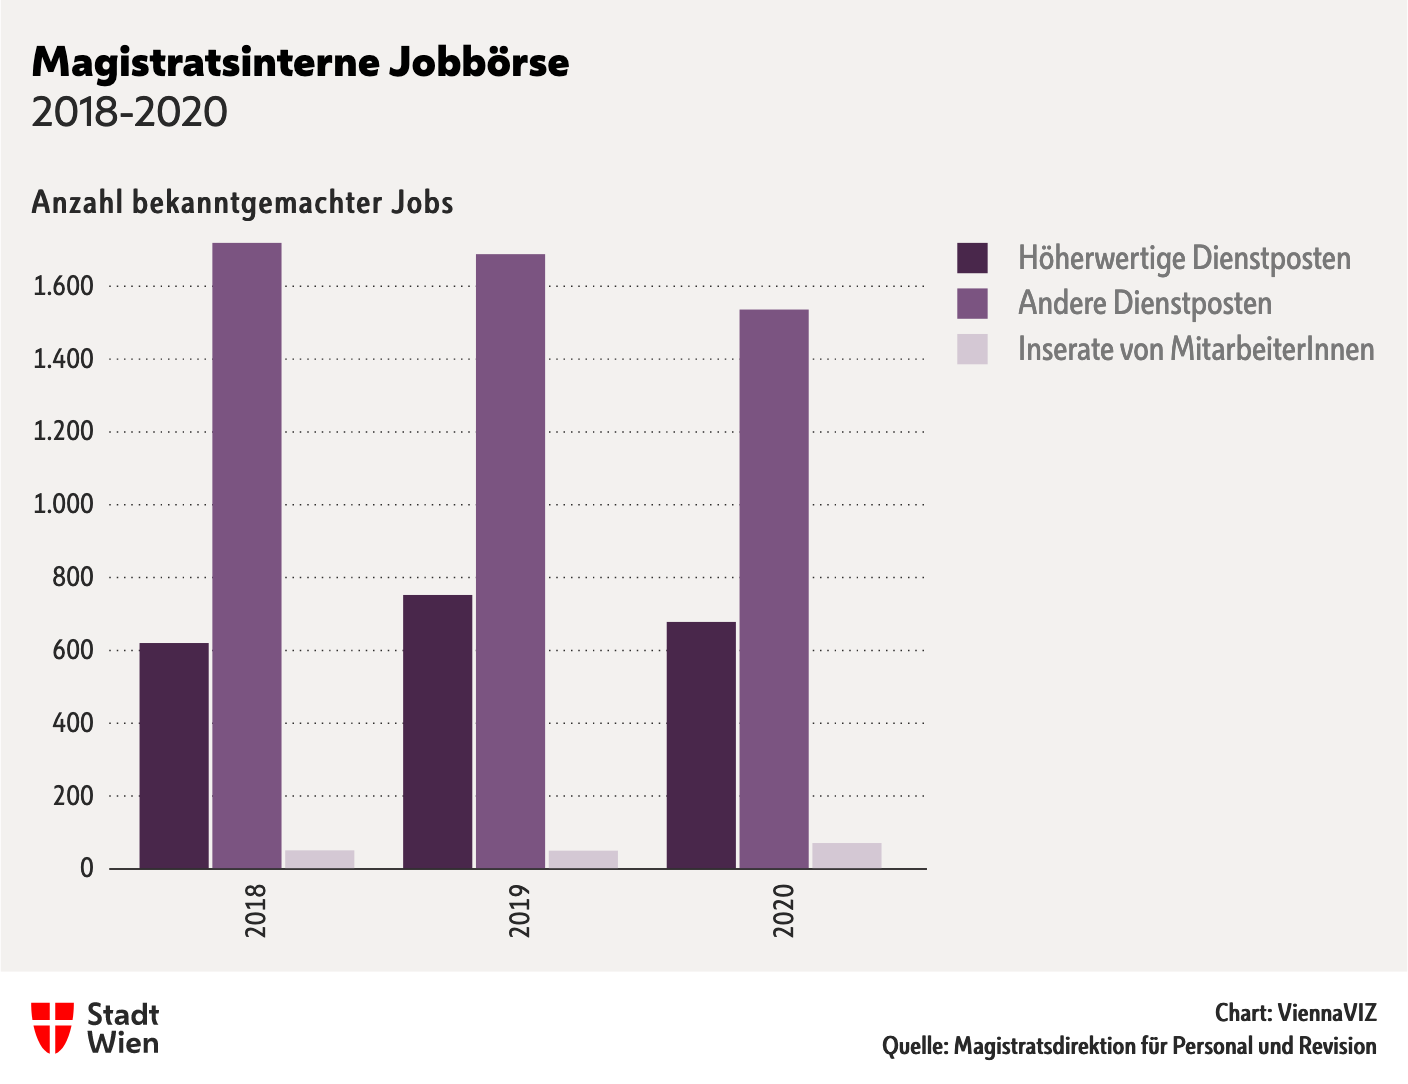 Magistratsinterne Jobbörse
2018-2020
Anzahl bekanntgemachter Jobs
Höherwertige Dienstposten
Andere Dienstposten
Inserate von MitarbeiterInnen
1.600
1.400
1.200
1.000
800
600
400
200
0
2018
2019
2020
Stadt
Wien
Chart: ViennaVIZ
Quelle: Magistratsdirektion für Personal und Revision